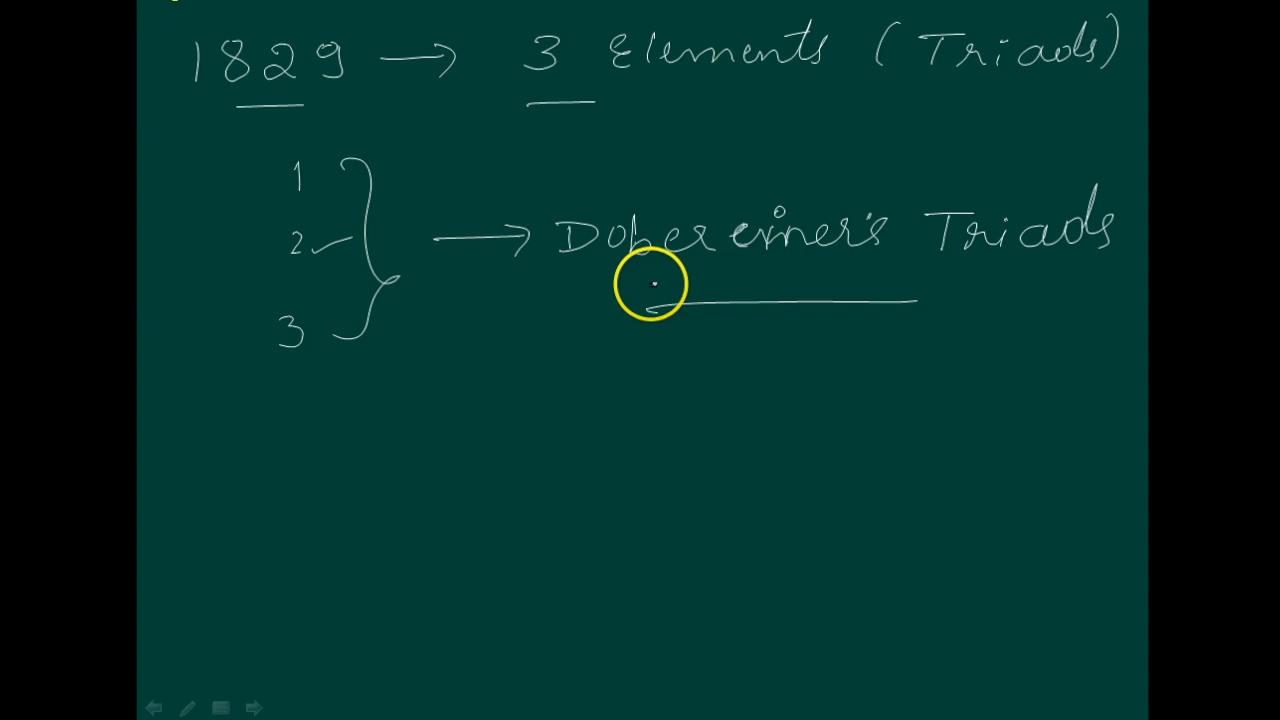 1829 → 3 Elements (Triads)
1
2 ✓
3
→ Dobereiner's Triads